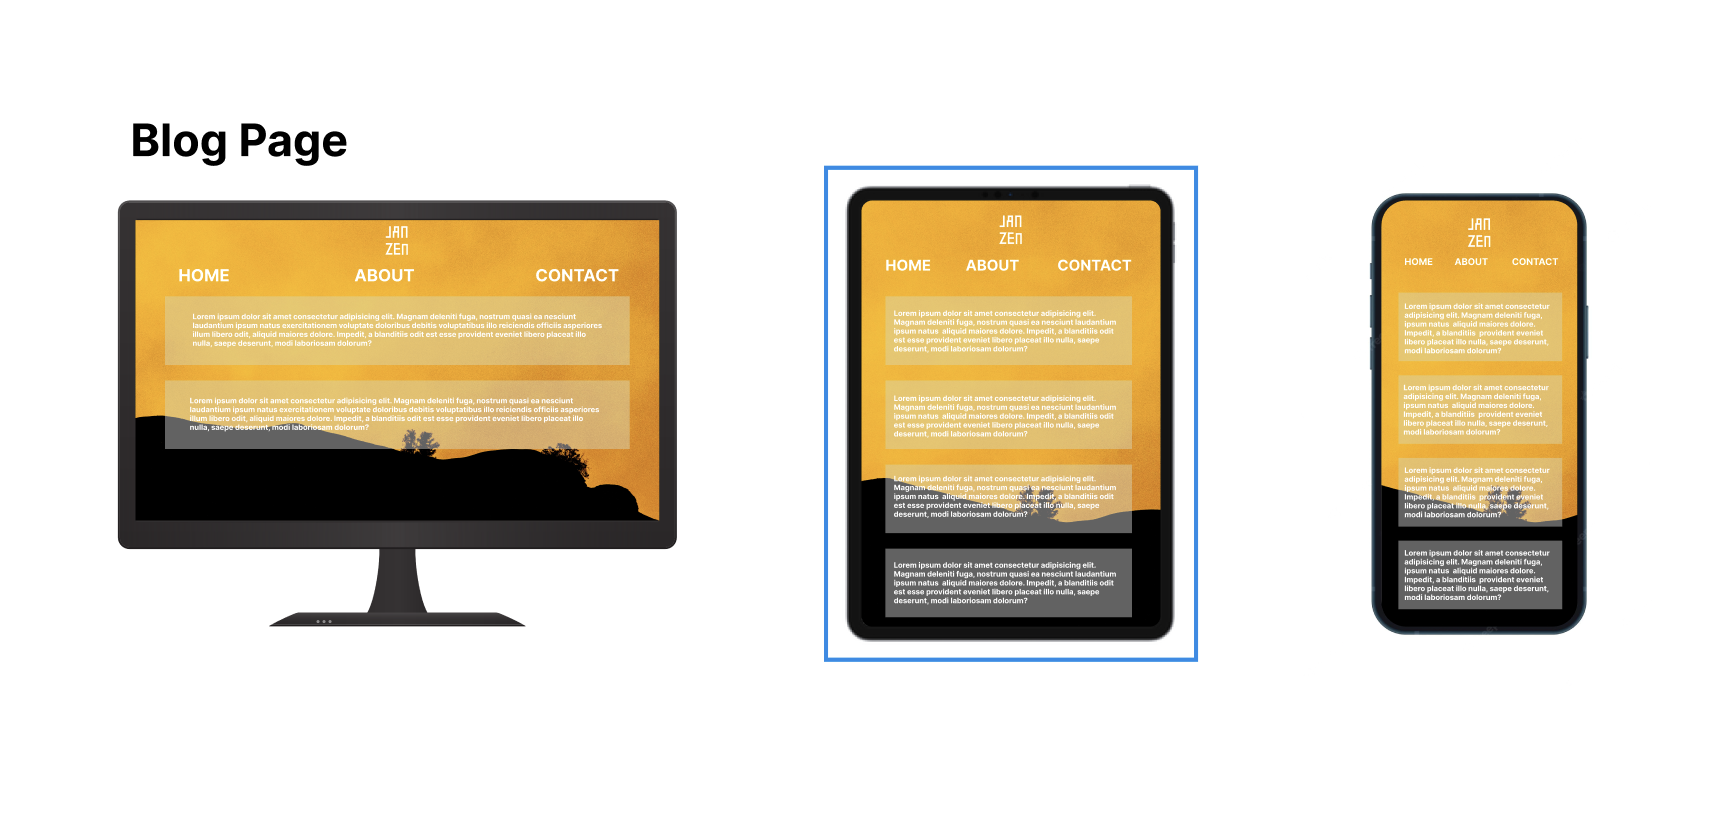 Blog Page
JAN
ZEN
HOME ABOUT CONTACT
Lorem ipsum dolor sit amet consectetur adipisicing elit. Magnam deleniti fuga, nostrum quasi ea nesciunt
laudantium ipsum natus exercitationem voluptate doloribus debitis voluptatibus illo reiciendis officiis asperiores
illum libero odit, aliquid maiores dolore. Impedit, a blanditiis odit est esse provident eveniet libero placeat illo
nulla, saepe deserunt, modi laboriosam dolorum?
Lorem ipsum dolor sit amet consectetur adipisicing elit. Magnam deleniti fuga, nostrum quasi ea nesciunt
laudantium ipsum natus exercitationem voluptate doloribus debitis voluptatibus illo reiciendis officiis asperiores
illum libero odit, aliquid maiores dolore. Impedit, a blanditiis odit est esse provident eveniet libero placeat illo
nulla, saepe deserunt, modi laboriosam dolorum?
JAN
ZEN
HOME ABOUT CONTACT
Lorem ipsum dolor sit amet consectetur adipisicing elit.
Magnam deleniti fuga, nostrum quasi ea nesciunt laudantium
ipsum natus aliquid maiores dolore. Impedit, a blanditiis odit
est esse provident eveniet libero placeat illo nulla, saepe
deserunt, modi laboriosam dolorum?
Lorem ipsum dolor sit amet consectetur adipisicing elit.
Magnam deleniti fuga, nostrum quasi ea nesciunt laudantium
ipsum natus aliquid maiores dolore. Impedit, a blanditiis odit
est esse provident eveniet libero placeat illo nulla, saepe
deserunt, modi laboriosam dolorum?
Lorem ipsum dolor sit amet consectetur adipisicing elit.
Magnam deleniti fuga, nostrum quasi ea nesciunt laudantium
ipsum natus aliquid maiores dolore. Impedit, a blanditiis odit
est esse provident eveniet libero placeat illo nulla, saepe
deserunt, modi laboriosam dolorum?
Lorem ipsum dolor sit amet consectetur adipisicing elit.
Magnam deleniti fuga, nostrum quasi ea nesciunt laudantium
ipsum natus aliquid maiores dolore. Impedit, a blanditiis odit
est esse provident eveniet libero placeat illo nulla, saepe
deserunt, modi laboriosam dolorum?
JAN
ZEN
HOME ABOUT CONTACT
Lorem ipsum dolor sit amet consectetur
adipisicing elit. Magnam deleniti fuga,
ipsum natus aliquid maiores dolore.
Impedit, a blanditiis provident eveniet
libero placeat illo nulla, saepe deserunt,
modi laboriosam dolorum?
Lorem ipsum dolor sit amet consectetur
adipisicing elit. Magnam deleniti fuga,
ipsum natus aliquid maiores dolore.
Impedit, a blanditiis provident eveniet
libero placeat illo nulla, saepe deserunt,
modi laboriosam dolorum?
Lorem ipsum dolor sit amet consectetur
adipisicing elit. Magnam deleniti fuga,
ipsum natus aliquid maiores dolore.
Impedit, a blanditiis provident eveniet
libero placeat illo nulla, saepe deserunt,
modi laboriosam dolorum?
Lorem ipsum dolor sit amet consectetur
adipisicing elit. Magnam deleniti fuga,
ipsum natus aliquid maiores dolore.
Impedit, a blanditiis provident eveniet
libero placeat illo nulla, saepe deserunt,
modi laboriosam dolorum?